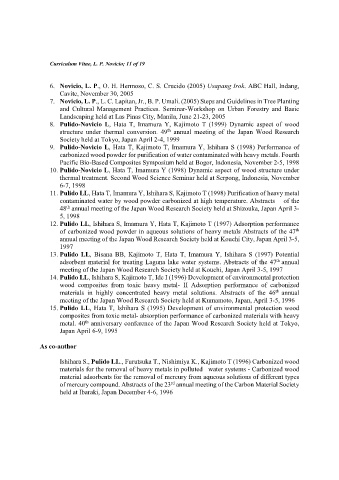 Curriculum Vitae, L. P. Novicio; 15 of 19
6. Novicio, L. P., O. H. Hermoso, C. S. Crucido (2005) Usapang Irok. ABC Hall, Indang,
Cavite, November 30, 2005
7. Novicio, L. P., L. C. Lapitan, Jr., B. P. Umali. (2005) Steps and Guidelines in Tree Planting
and Cultural Management Practices. Seminar-Workshop on Urban Forestry and Basic
Landscaping held at Las Pinas City, Manila, June 21-23, 2005
8. Pulido-Novicio L, Hata T, Imamura Y, Kajimoto T (1999) Dynamic aspect of wood
structure under thermal conversion. 49th annual meeting of the Japan Wood Research
Society held at Tokyo, Japan April 2-4, 1999
9. Pulido-Novicio L, Hata T, Kajimoto T, Imamura Y, Ishihara S (1998) Performance of
carbonized wood powder for purification of water contaminated with heavy metals. Fourth
Pacific Bio-Based Composites Symposium held at Bogor, Indonesia, November 2-5, 1998
10. Pulido-Novicio L, Hata T, Imamura Y (1998) Dynamic aspect of wood structure under
thermal treatment. Second Wood Science Seminar held at Serpong, Indonesia, November
6-7, 1998
11. Pulido LL, Hata T, Imamura Y, Ishihara S, Kajimoto T (1998) Purification of heavy metal
contaminated water by wood powder carbonized at high temperature. Abstracts of the
48th annual meeting of the Japan Wood Research Society held at Shizuoka, Japan April 3-
5, 1998
12. Pulido LL, Ishihara S, Imamura Y, Hata T, Kajimoto T (1997) Adsorption performance
of carbonized wood powder in aqueous solutions of heavy metals Abstracts of the 47th
annual meeting of the Japan Wood Research Society held at Kouchi City, Japan April 3-5,
1997
13. Pulido LL, Bisana BB, Kajimoto T, Hata T, Imamura Y, Ishihara S (1997) Potential
adsorbent material for treating Laguna lake water systems. Abstracts of the 47th annual
meeting of the Japan Wood Research Society held at Kouchi, Japan April 3-5, 1997
14. Pulido LL, Ishihara S, Kajimoto T, Ide I (1996) Development of environmental protection
wood composites from toxic heavy metal- II Adsorption performance of carbonized
materials in highly concentrated heavy metal solutions. Abstracts of the 46th annual
meeting of the Japan Wood Research Society held at Kumamoto, Japan, April 3-5, 1996
15. Pulido LL, Hata T, Ishihara S (1995) Development of environmental protection wood
composites from toxic metal- absorption performance of carbonized materials with heavy
metal. 40th anniversary conference of the Japan Wood Research Society held at Tokyo,
Japan April 6-9, 1995
As co-author
Ishihara S., Pulido LL., Furutsuka T., Nishimiya K., Kajimoto T (1996) Carbonized wood
materials for the removal of heavy metals in polluted water systems - Carbonized wood
material adsorbents for the removal of mercury from aqueous solutions of different types
of mercury compound. Abstracts of the 23rd annual meeting of the Carbon Material Society
held at Ibaraki, Japan December 4-6, 1996